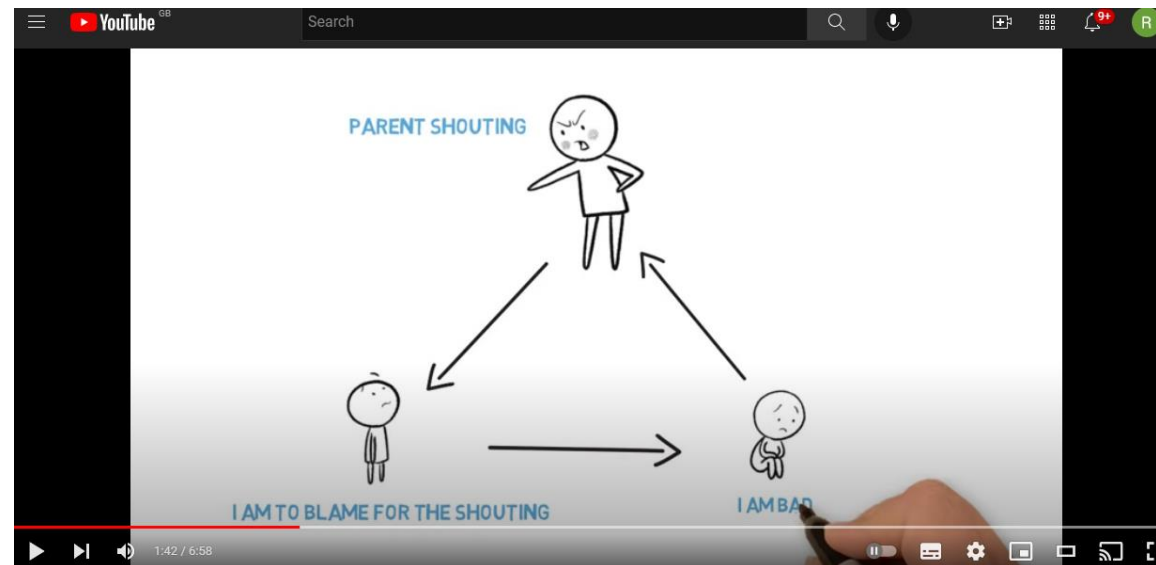 YouTube GB
Search
9+
R
PARENT SHOUTING
I AM TO BLAME FOR THE SHOUTING
I AM BAD
1:42 / 6:58